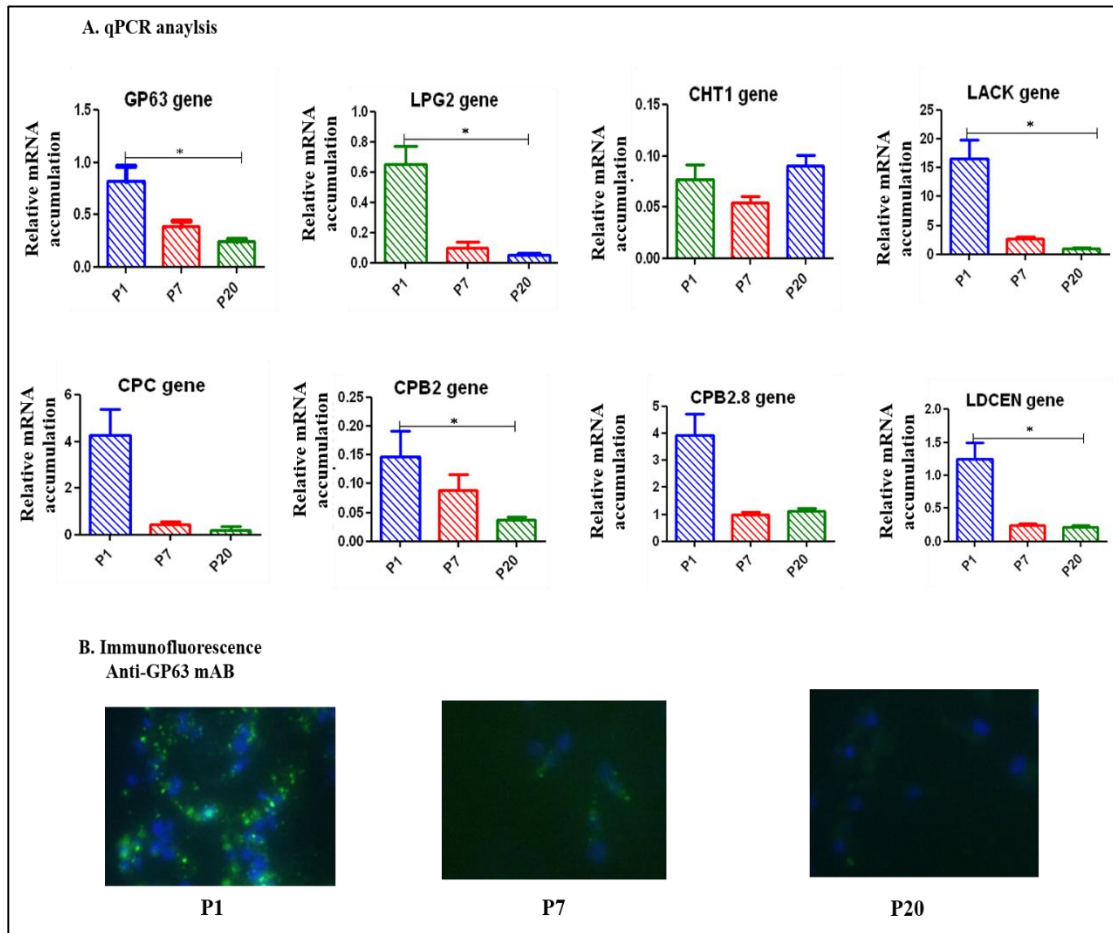 A. qPCR anaylsis
GP63 gene
Relative mRNA
accumulation
1.5
1.0
0.5
0.0
*
P1
P7
P20
LPG2 gene
Relative mRNA
accumulation
0.8
0.6
0.4
0.2
0.0
*
P1
P7
P20
CHT1 gene
Relative mRNA
accumulation
0.15
0.10
0.05
0.00
P1
P7
P20
LACK gene
Relative mRNA
accumulation
25
20
15
10
5
0
*
P1
P7
P20
CPC gene
Relative mRNA
accumulation
6
4
2
0
P1
P7
P20
CPB2 gene
Relative mRNA
accumulation
0.25
0.20
0.15
0.10
0.05
0.00
*
P1
P7
P20
CPB2.8 gene
Relative mRNA
accumulation
5
4
3
2
1
0
P1
P7
P20
LDCEN gene
Relative mRNA
accumulation
2.0
1.5
1.0
0.5
0.0
*
P1
P7
P20
B. Immunofluorescence
Anti-GP63 mAB
P1
P7
P20